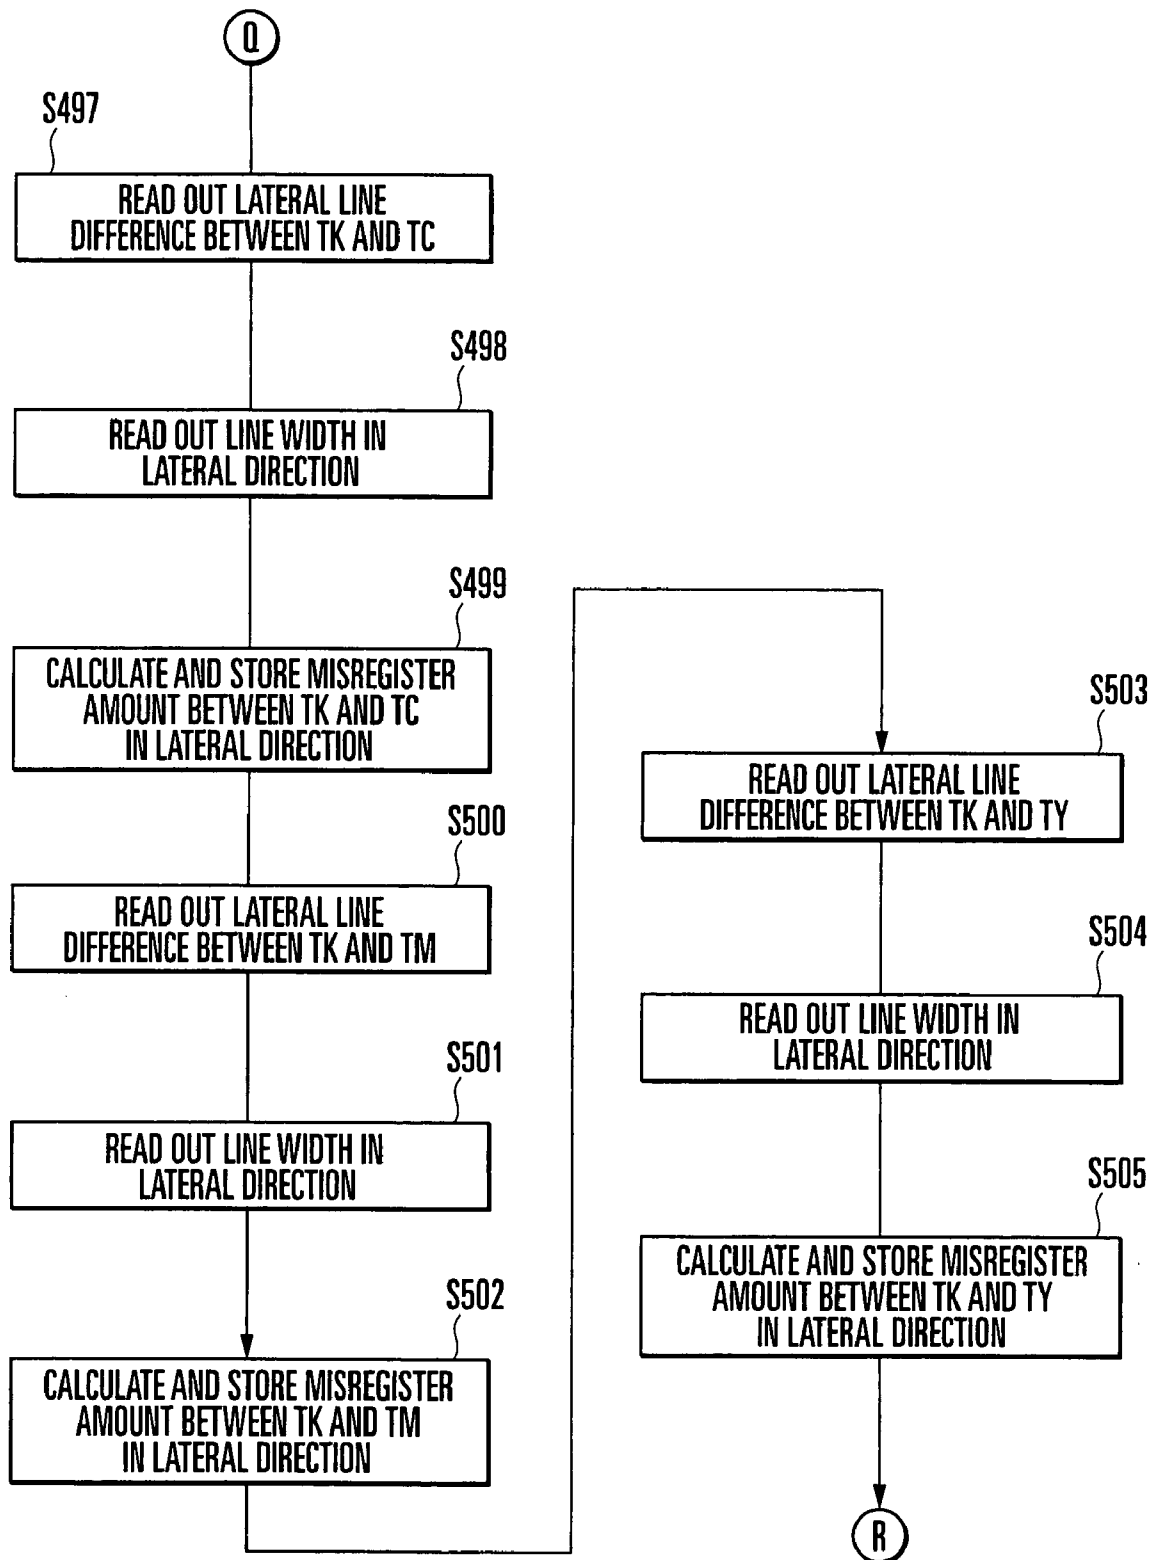 Q
S497
READ OUT LATERAL LINE
DIFFERENCE BETWEEN TK AND TC
S498
READ OUT LINE WIDTH IN
LATERAL DIRECTION
S499
CALCULATE AND STORE MISREGISTER
AMOUNT BETWEEN TK AND TC
IN LATERAL DIRECTION
S500
READ OUT LATERAL LINE
DIFFERENCE BETWEEN TK AND TM
S501
READ OUT LINE WIDTH IN
LATERAL DIRECTION
S502
CALCULATE AND STORE MISREGISTER
AMOUNT BETWEEN TK AND TM
IN LATERAL DIRECTION
S503
READ OUT LATERAL LINE
DIFFERENCE BETWEEN TK AND TY
S504
READ OUT LINE WIDTH IN
LATERAL DIRECTION
S505
CALCULATE AND STORE MISREGISTER
AMOUNT BETWEEN TK AND TY
IN LATERAL DIRECTION
R